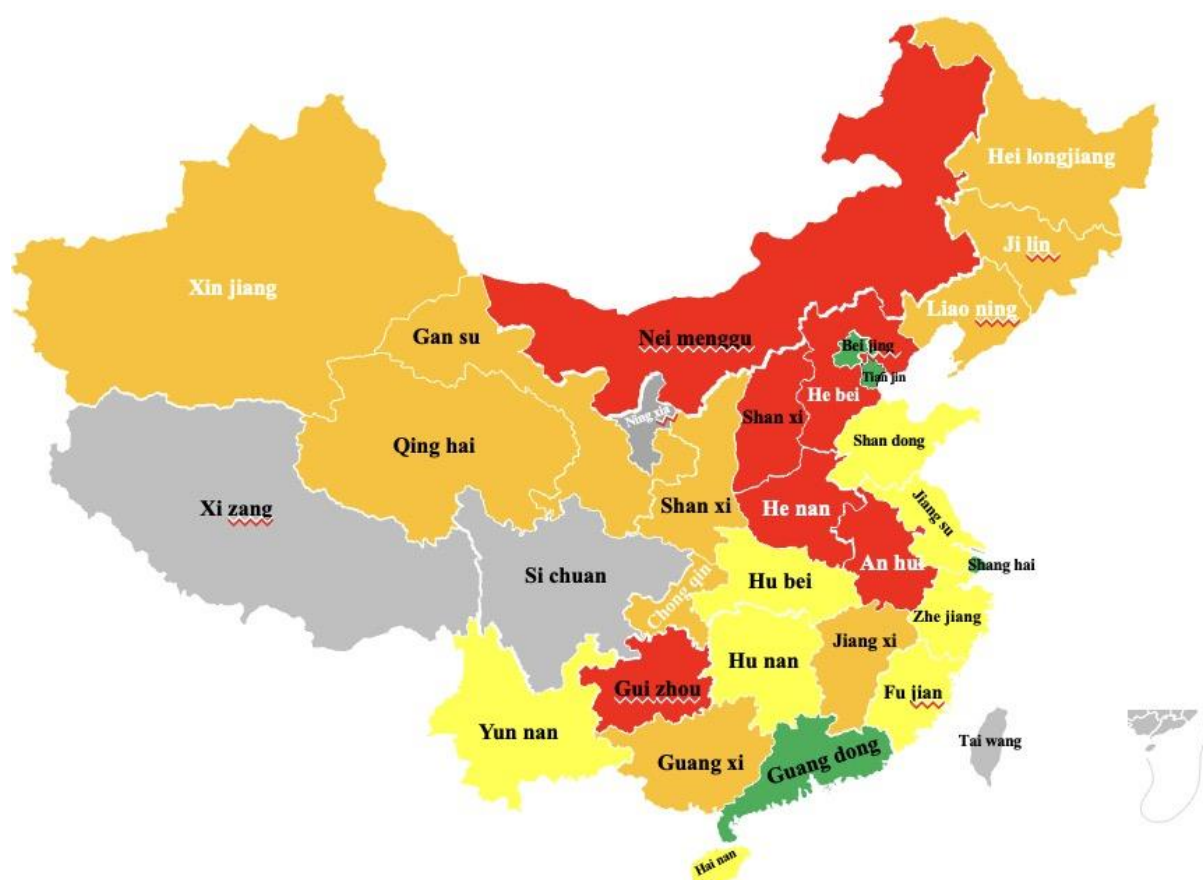 Hei longjiang
Ji lin
Xin jiang
Liao ning
Gan su
Nei menggu
Bei jing
Tian jin
He bei
Ning xia
Shan xi
Qing hai
Shan dong
Xi zang
Shan xi
He nan
Jiang su
An hui
Shang hai
Si chuan
Hu bei
Chong qin
Zhe jiang
Jiang xi
Hu nan
Gui zhou
Fu jian
Yun nan
Tai wang
Guang xi
Guang dong
Hai nan